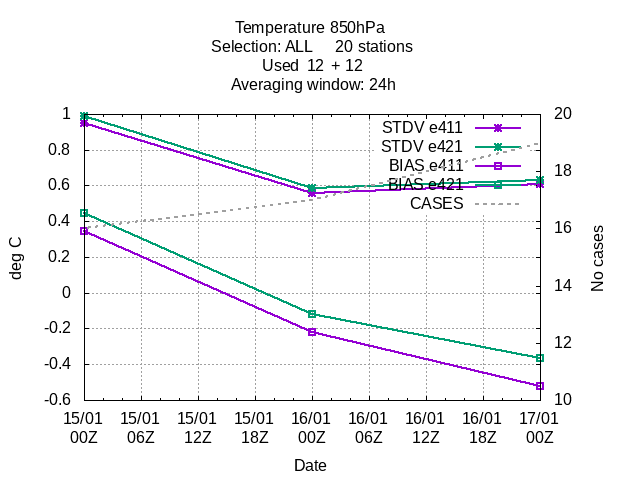 Temperature 850hPa
Selection: ALL     20 stations
Used 12 + 12
Averaging window: 24h
1
0.8
0.6
0.4
0.2
0
-0.2
-0.4
-0.6
deg C
20
18
16
14
12
10
No cases
STDV e411
STDV e421
BIAS e411
BIAS e421
CASES
15/01 15/01 15/01 15/01 16/01 16/01 16/01 16/01 17/01
00Z 06Z 12Z 18Z 00Z 06Z 12Z 18Z 00Z
Date